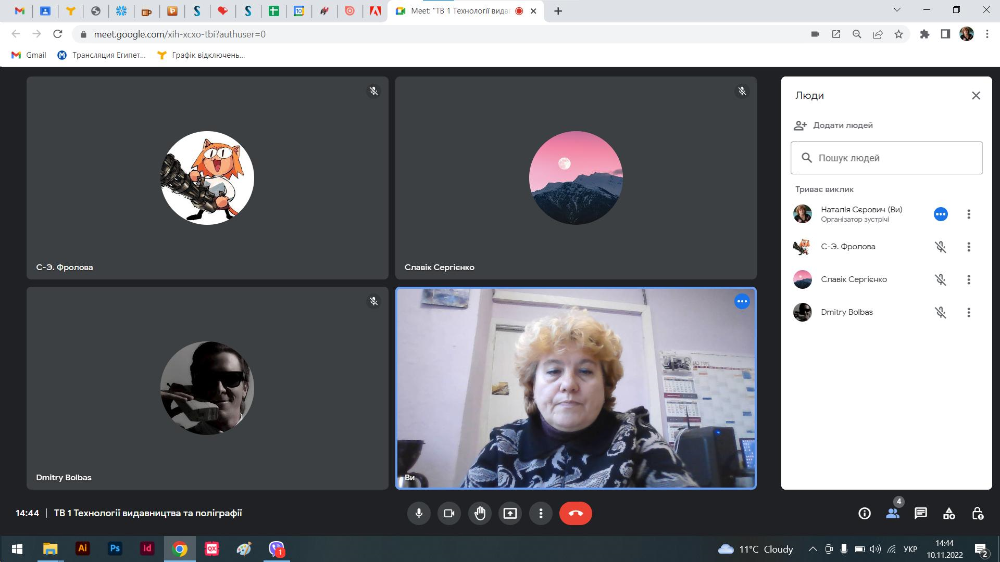 Meet: "ТВ 1 Технології вида
meet.google.com/xih-xcxo-tbi?authuser=0
Gmail
Трансляция Египет...
Графік відключень...
С-Э. Фролова
Славік Сергієнко
Dmitry Bolbas
Ви
Люди
Додати людей
Пошук людей
Триває виклик
Наталія Сєрович (Ви)
Організатор зустрічі
С-Э. Фролова
Славік Сергієнко
Dmitry Bolbas
14:44
ТВ 1 Технології видавництва та поліграфії
4
Ai
Ps
Id
QX
1
11°C Cloudy
УКР
14:44
10.11.2022
2